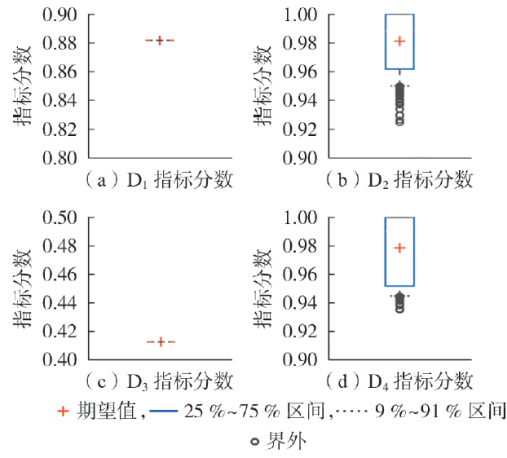 指标分数
0.90
0.88
0.86
0.84
0.82
0.80
(a) D₁ 指标分数
指标分数
1.00
0.98
0.96
0.94
0.92
0.90
(b) D₂ 指标分数
指标分数
0.50
0.48
0.46
0.44
0.42
0.40
(c) D₃ 指标分数
指标分数
1.00
0.98
0.96
0.94
0.92
0.90
(d) D₄ 指标分数
+ 期望值, — 25 %~75 % 区间, ····· 9 %~91 % 区间
○ 界外